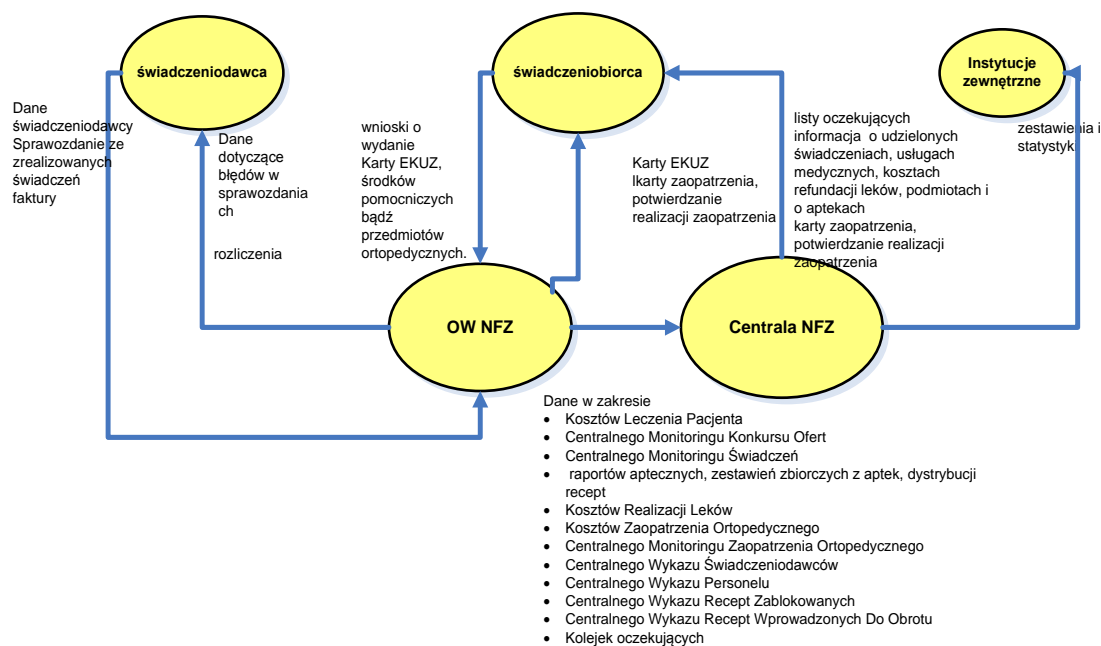 świadczeniodawca
świadczeniobiorca
Instytucje
zewnętrzne
Dane
świadczeniodawcy
Sprawozdanie ze
zrealizowanych
świadczeń
faktury
Dane
dotyczące
błędów w
sprawozdania
ch
rozliczenia
wnioski o
wydanie
Karty EKUZ,
środków
pomocniczych
bądź
przedmiotów
ortopedycznych.
Karty EKUZ
lkarty zaopatrzenia,
potwierdzanie
realizacji zaopatrzenia
listy oczekujących
informacja o udzielonych
świadczeniach, usługach
medycznych, kosztach
refundacji leków, podmiotach i
o aptekach
karty zaopatrzenia,
potwierdzanie realizacji
zaopatrzenia
zestawienia i
statystyki
OW NFZ
Centrala NFZ
Dane w zakresie
• Kosztów Leczenia Pacjenta
• Centralnego Monitoringu Konkursu Ofert
• Centralnego Monitoringu Świadczeń
• raportów aptecznych, zestawień zbiorczych z aptek, dystrybucji
recept
• Kosztów Realizacji Leków
• Kosztów Zaopatrzenia Ortopedycznego
• Centralnego Monitoringu Zaopatrzenia Ortopedycznego
• Centralnego Wykazu Świadczeniodawców
• Centralnego Wykazu Personelu
• Centralnego Wykazu Recept Zablokowanych
• Centralnego Wykazu Recept Wprowadzonych Do Obrotu
• Kolejek oczekujących